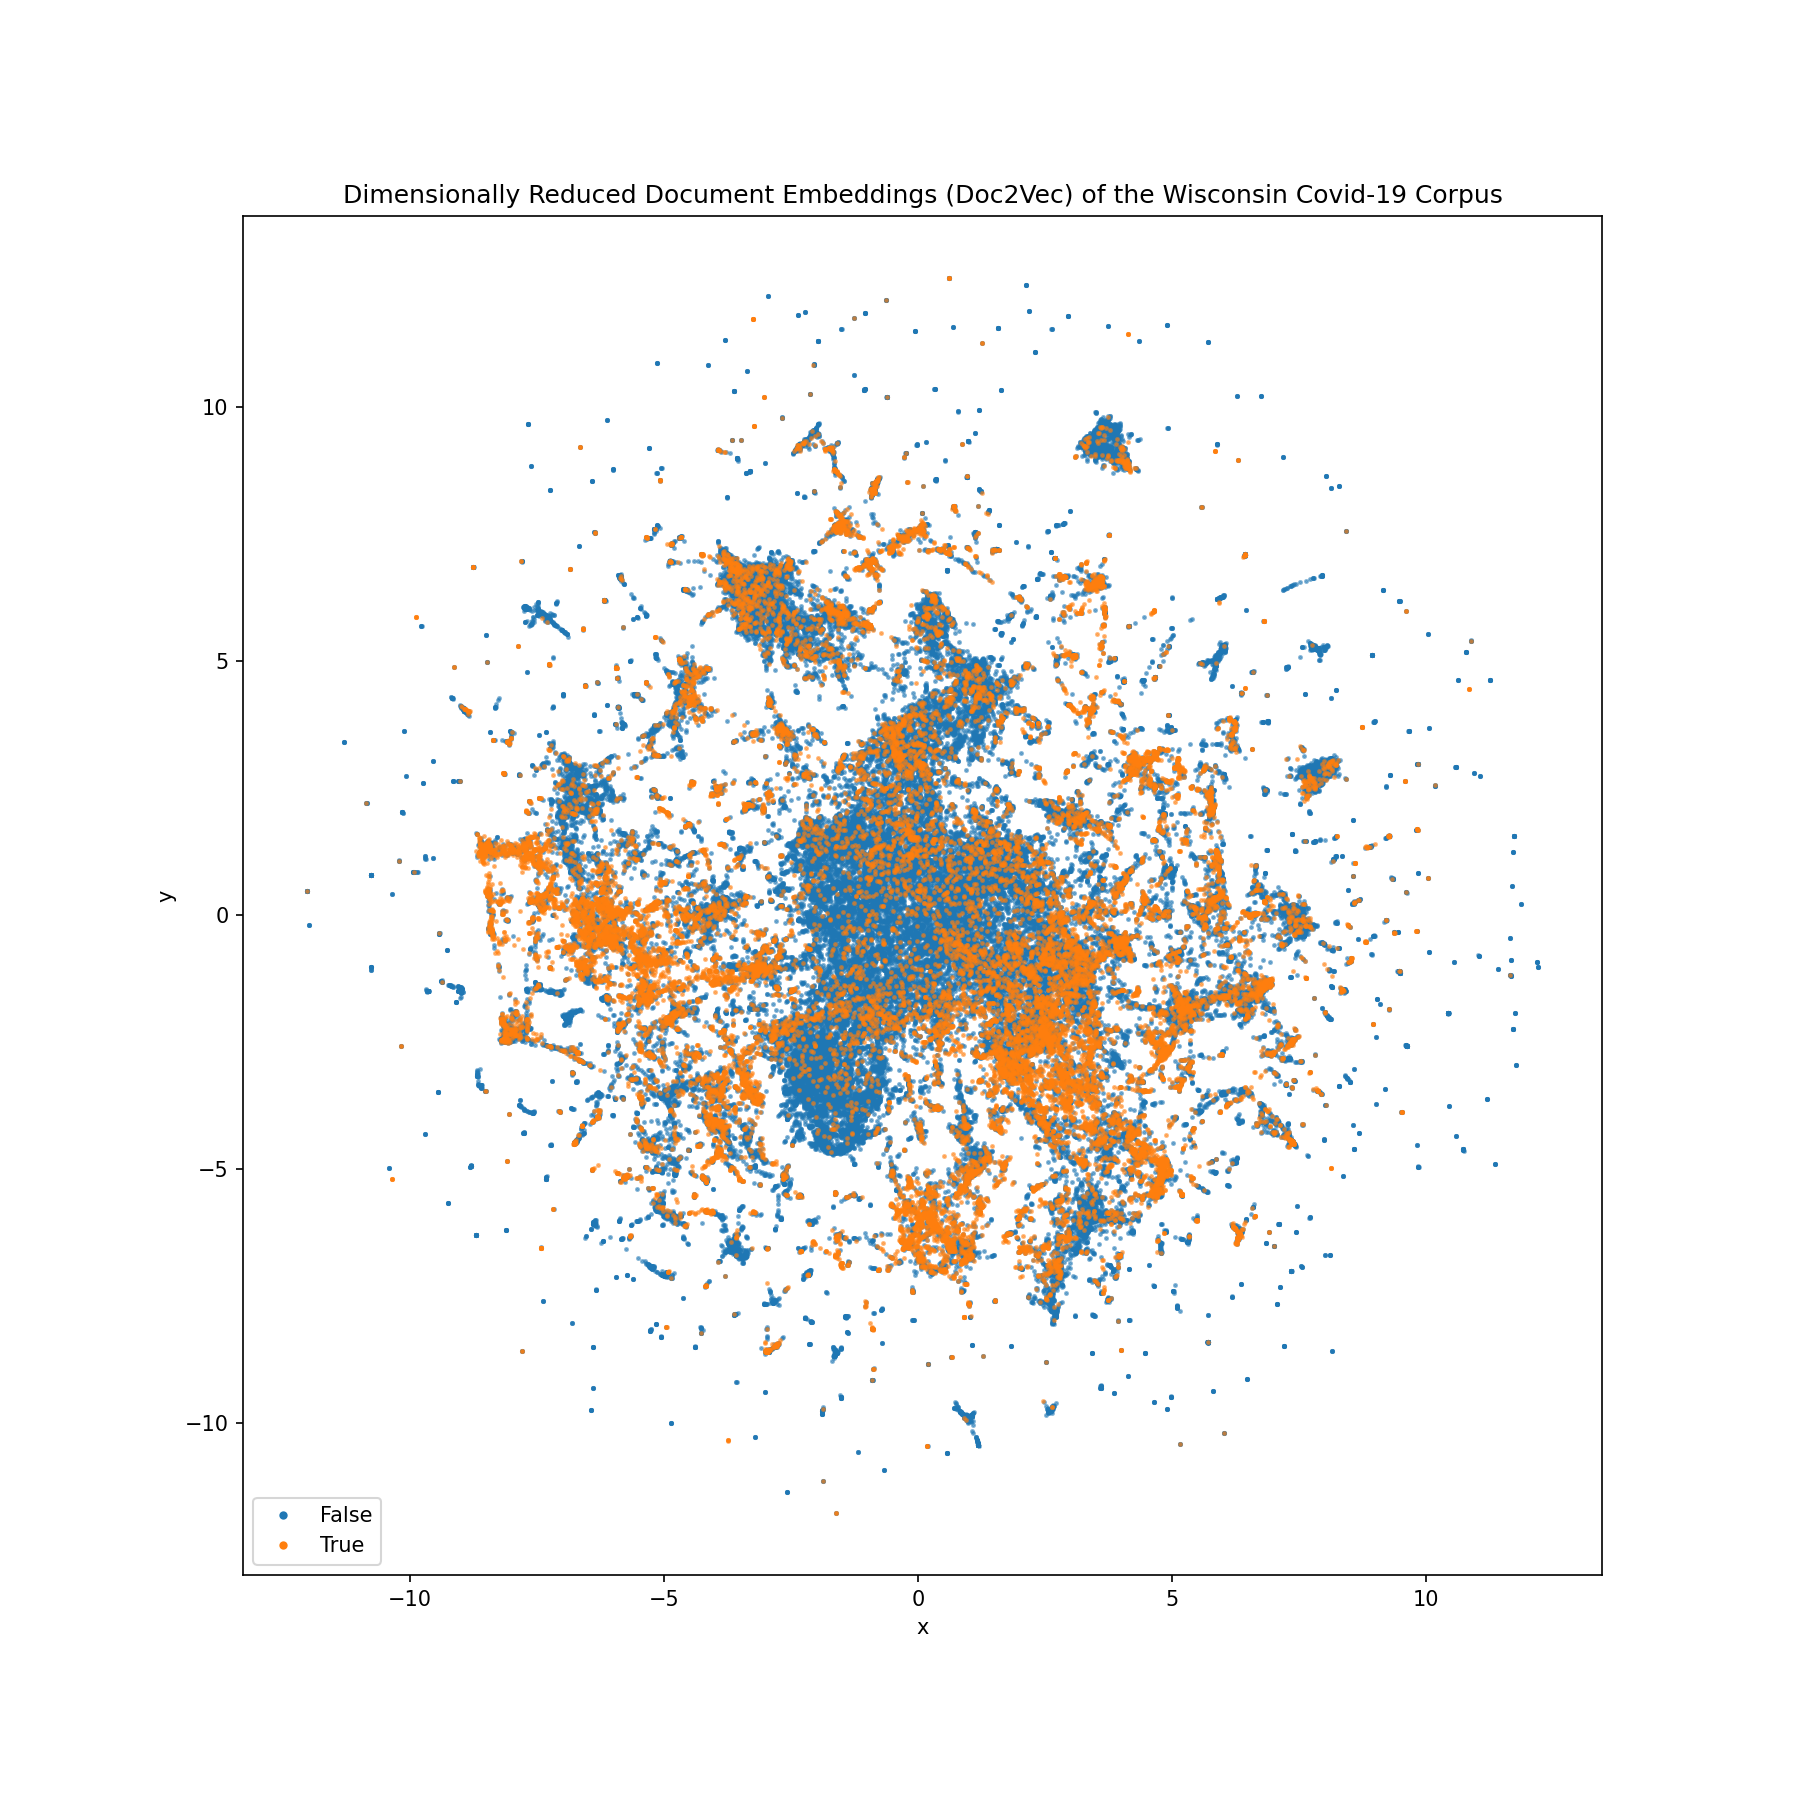 Dimensionally Reduced Document Embeddings (Doc2Vec) of the Wisconsin Covid-19 Corpus
10
5
0
−5
−10
y
−10 −5 0 5 10
x
False
True